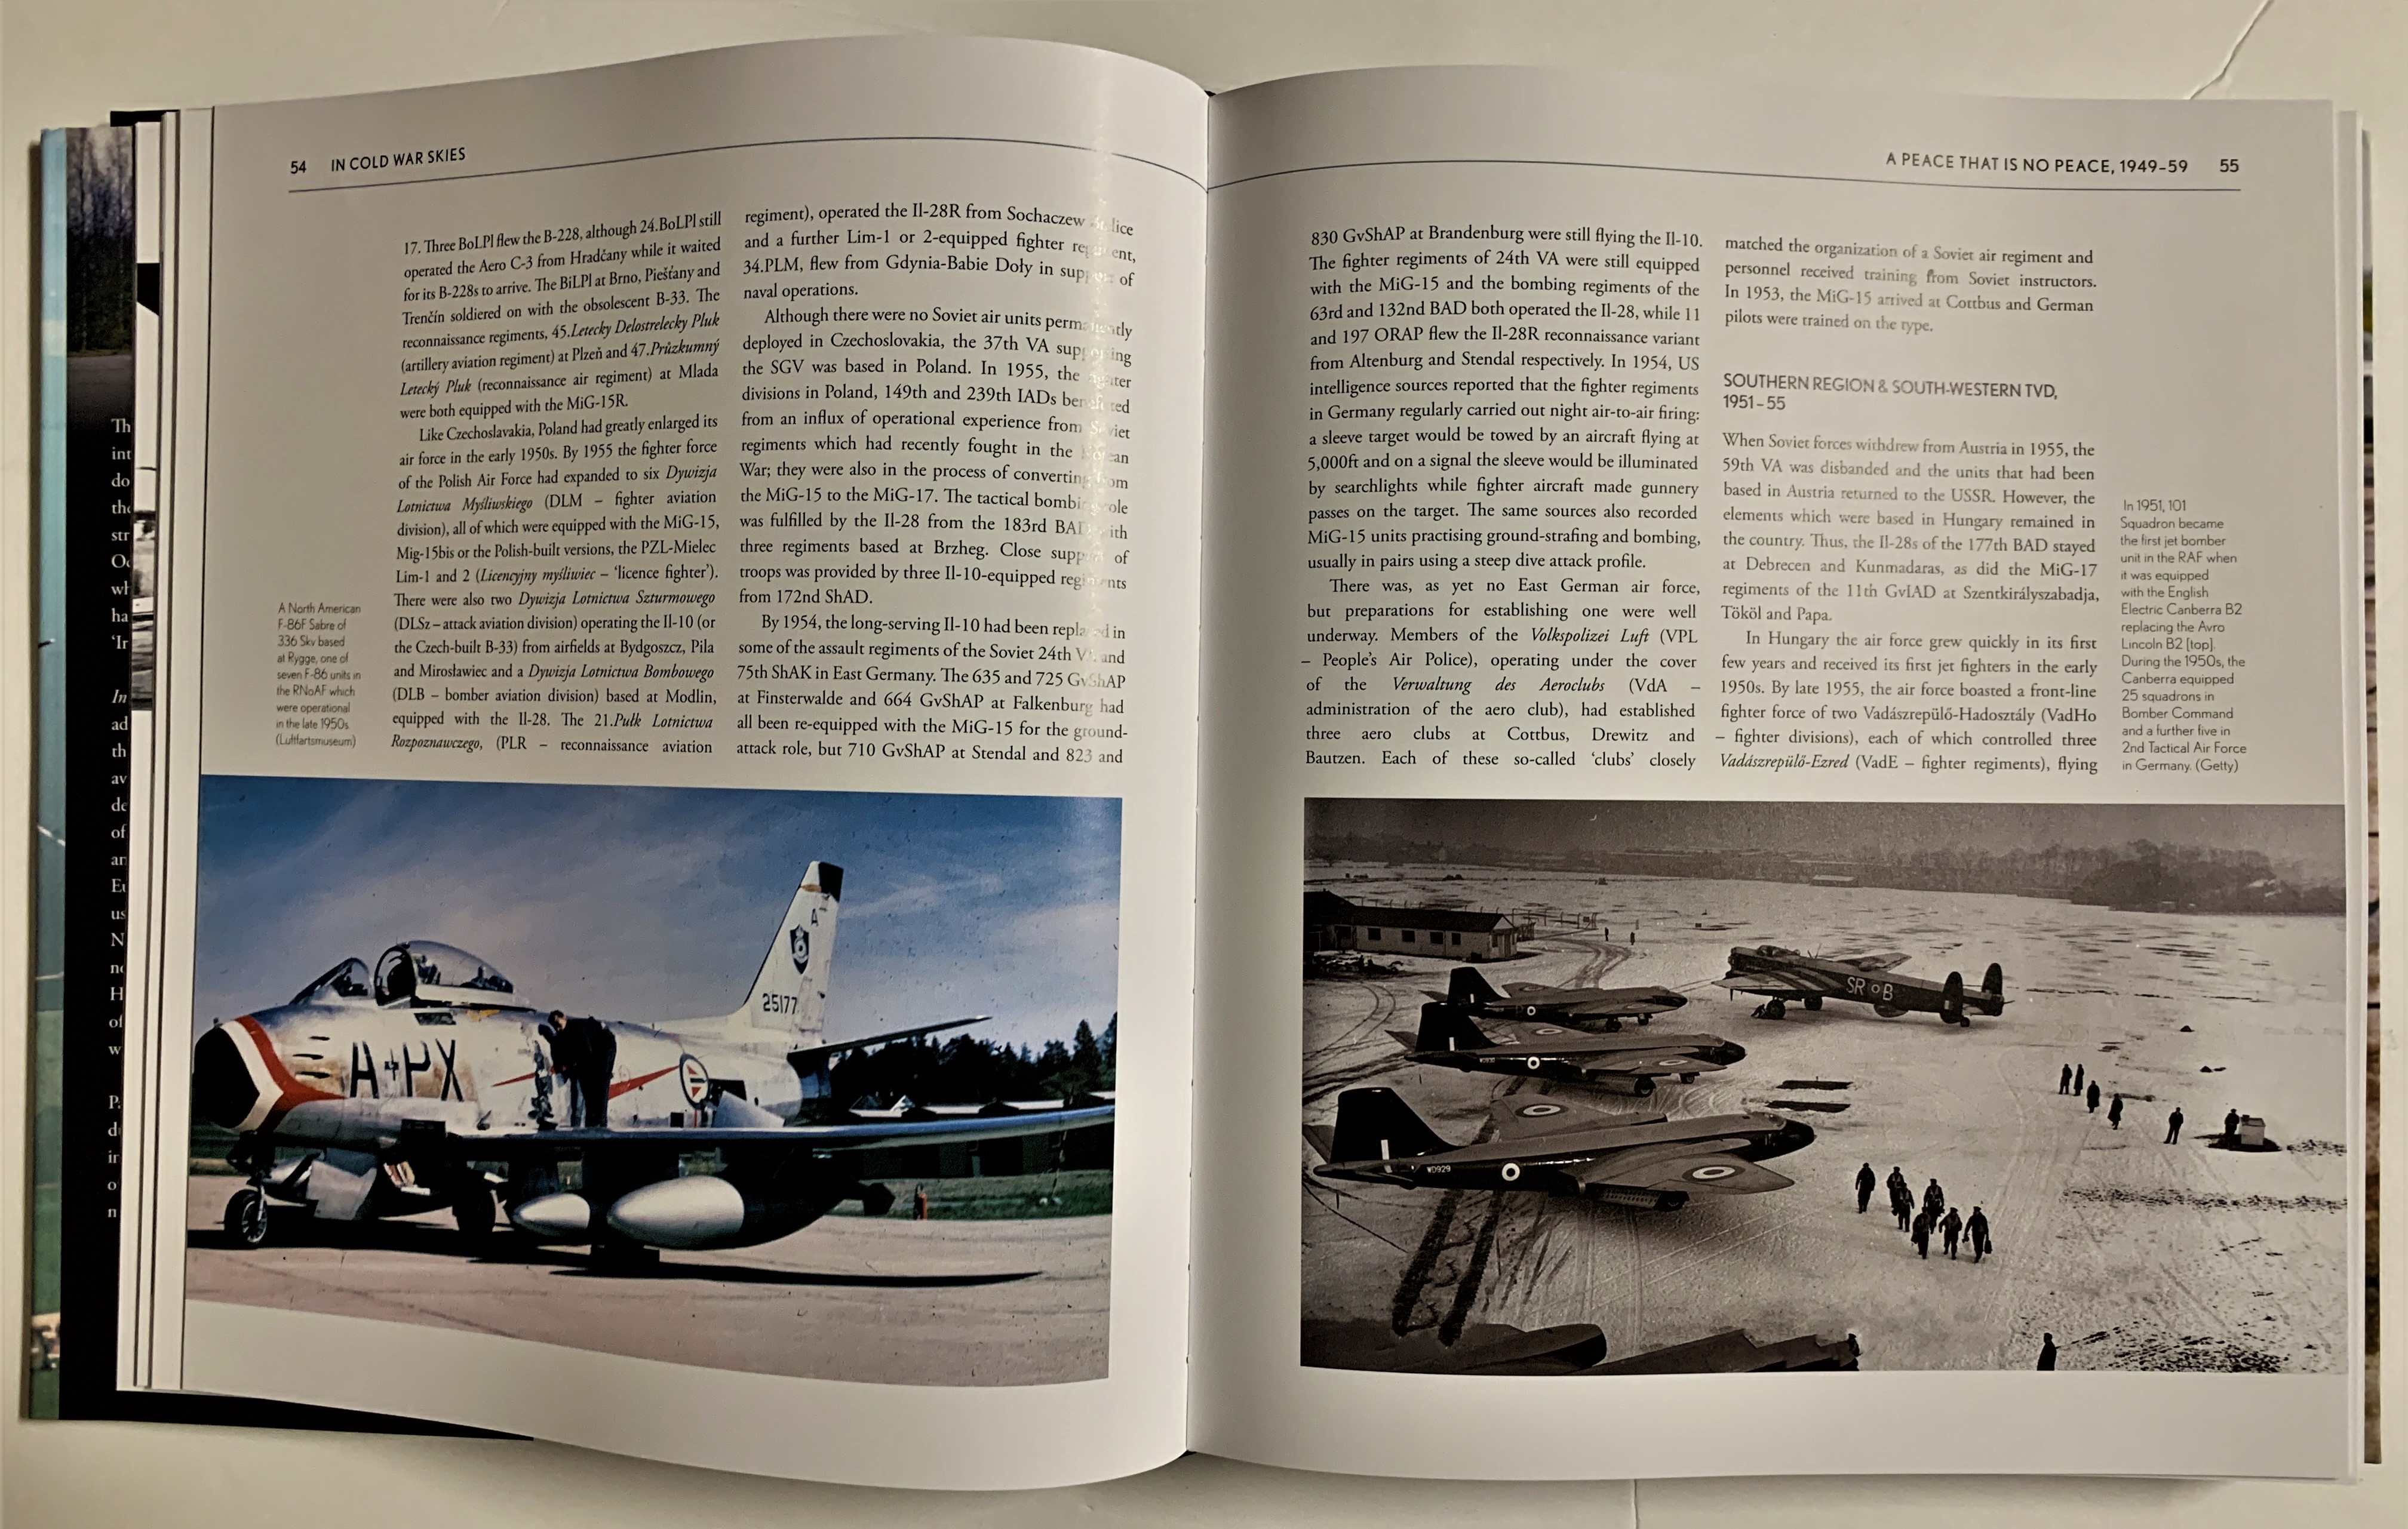 54 IN COLD WAR SKIES
17. Three BoLPl flew the B-228, although 24.BoLPl still
operated the Aero C-3 from Hradčany while it waited
for its B-228s to arrive. The BiLPl at Brno, Piešťany and
Trenčín soldiered on with the obsolescent B-33. The
reconnaissance regiments, 45.Letecky Delostrelecky Pluk
(artillery aviation regiment) at Plzeň and 47.Průzkumný
Letecký Pluk (reconnaissance air regiment) at Mlada
were both equipped with the MiG-15R.
Like Czechoslavakia, Poland had greatly enlarged its
air force in the early 1950s. By 1955 the fighter force
of the Polish Air Force had expanded to six Dywizja
Lotnictwa Myśliwskiego (DLM – fighter aviation
division), all of which were equipped with the MiG-15,
Mig-15bis or the Polish-built versions, the PZL-Mielec
Lim-1 and 2 (Licencyjny myśliwiec – 'licence fighter').
There were also two Dywizja Lotnictwa Szturmowego
(DLSz – attack aviation division) operating the Il-10 (or
the Czech-built B-33) from airfields at Bydgoszcz, Pila
and Mirosławiec and a Dywizja Lotnictwa Bombowego
(DLB – bomber aviation division) based at Modlin,
equipped with the Il-28. The 21.Pułk Lotnictwa
Rozpoznawczego, (PLR – reconnaissance aviation
A North American
F-86F Sabre of
336 Skv based
at Rygge, one of
seven F-86 units in
the RNoAF which
were operational
in the late 1950s.
(Luftfartsmuseum)
regiment), operated the Il-28R from Sochaczew
and a further Lim-1 or 2-equipped fighter
34.PLM, flew from Gdynia-Babie Doły in support of
naval operations.
Although there were no Soviet air units permanently
deployed in Czechoslovakia, the 37th VA supporting
the SGV was based in Poland. In 1955, the fighter
divisions in Poland, 149th and 239th IADs benefited
from an influx of operational experience from Soviet
regiments which had recently fought in the Korean
War; they were also in the process of converting from
the MiG-15 to the MiG-17. The tactical bombing role
was fulfilled by the Il-28 from the 183rd BAD with
three regiments based at Brzheg. Close support of
troops was provided by three Il-10-equipped regiments
from 172nd ShAD.
By 1954, the long-serving Il-10 had been replaced in
some of the assault regiments of the Soviet 24th VA and
75th ShAK in East Germany. The 635 and 725 GvShAP
at Finsterwalde and 664 GvShAP at Falkenburg had
all been re-equipped with the MiG-15 for the ground-
attack role, but 710 GvShAP at Stendal and 823 and
A
25177
A+PX
A PEACE THAT IS NO PEACE, 1949–59 55
830 GvShAP at Brandenburg were still flying the Il-10.
The fighter regiments of 24th VA were still equipped
with the MiG-15 and the bombing regiments of the
63rd and 132nd BAD both operated the Il-28, while 11
and 197 ORAP flew the Il-28R reconnaissance variant
from Altenburg and Stendal respectively. In 1954, US
intelligence sources reported that the fighter regiments
in Germany regularly carried out night air-to-air firing:
a sleeve target would be towed by an aircraft flying at
5,000ft and on a signal the sleeve would be illuminated
by searchlights while fighter aircraft made gunnery
passes on the target. The same sources also recorded
MiG-15 units practising ground-strafing and bombing,
usually in pairs using a steep dive attack profile.
There was, as yet no East German air force,
but preparations for establishing one were well
underway. Members of the Volkspolizei Luft (VPL
– People's Air Police), operating under the cover
of the Verwaltung des Aeroclubs (VdA –
administration of the aero club), had established
three aero clubs at Cottbus, Drewitz and
Bautzen. Each of these so-called 'clubs' closely
matched the organization of a Soviet air regiment and
personnel received training from Soviet instructors.
In 1953, the MiG-15 arrived at Cottbus and German
pilots were trained on the type.
SOUTHERN REGION & SOUTH-WESTERN TVD,
1951–55
When Soviet forces withdrew from Austria in 1955, the
59th VA was disbanded and the units that had been
based in Austria returned to the USSR. However, the
elements which were based in Hungary remained in
the country. Thus, the Il-28s of the 177th BAD stayed
at Debrecen and Kunmadaras, as did the MiG-17
regiments of the 11th GvIAD at Szentkirályszabadja,
Tököl and Papa.
In Hungary the air force grew quickly in its first
few years and received its first jet fighters in the early
1950s. By late 1955, the air force boasted a front-line
fighter force of two Vadászrepülő-Hadosztály (VadHo
– fighter divisions), each of which controlled three
Vadászrepülő-Ezred (VadE – fighter regiments), flying
In 1951, 101
Squadron became
the first jet bomber
unit in the RAF when
it was equipped
with the English
Electric Canberra B2
replacing the Avro
Lincoln B2 [top].
During the 1950s, the
Canberra equipped
25 squadrons in
Bomber Command
and a further five in
2nd Tactical Air Force
in Germany. (Getty)
SR B
WD929
Th
int
do
the
str
Oc
wh
ha
'Ir
In
ad
th
av
de
of
an
Eu
us
N
no
H
of
w
P.
d
ir
o
n